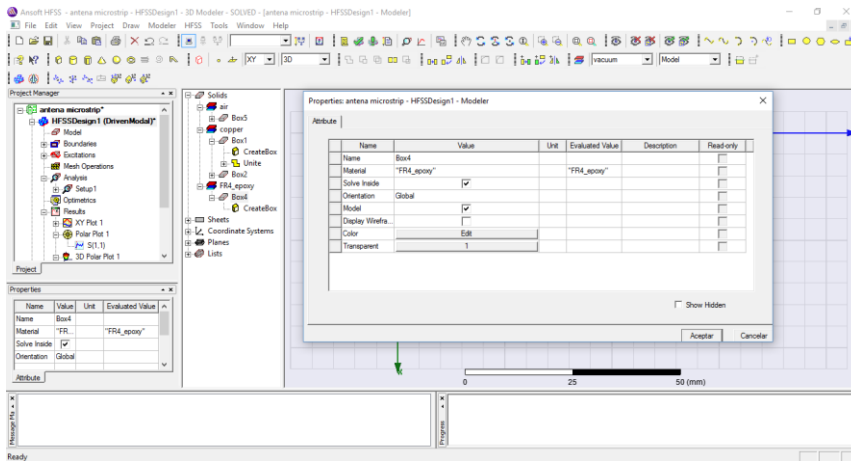 Ansoft HFSS - antena microstrip - HFSSDesign1 - 3D Modeler - SOLVED - [antena microstrip - HFSSDesign1 - Modeler]
File Edit View Project Draw Modeler HFSS Tools Window Help
XY 3D vacuum Model
Project Manager
antena microstrip*
HFSSDesign1 (DrivenModal)*
Model
Boundaries
Excitations
Mesh Operations
Analysis
Setup1
Optimetrics
Results
XY Plot 1
Polar Plot 1
S(1,1)
3D Polar Plot 1
Project
Properties
Name Value Unit Evaluated Value
Name Box4
Material "FR... "FR4_epoxy"
Solve Inside
Orientation Global
Attribute
Solids
air
Box5
copper
Box1
CreateBox
Unite
Box2
FR4_epoxy
Box4
CreateBox
Sheets
Coordinate Systems
Planes
Lists
Properties: antena microstrip - HFSSDesign1 - Modeler
Attribute
Name Value Unit Evaluated Value Description Read-only
Name Box4
Material "FR4_epoxy" "FR4_epoxy"
Solve Inside
Orientation Global
Model
Display Wirefra...
Color Edit
Transparent 1
Show Hidden
Aceptar Cancelar
0 25 50 (mm)
Message Ma
Progress
Ready